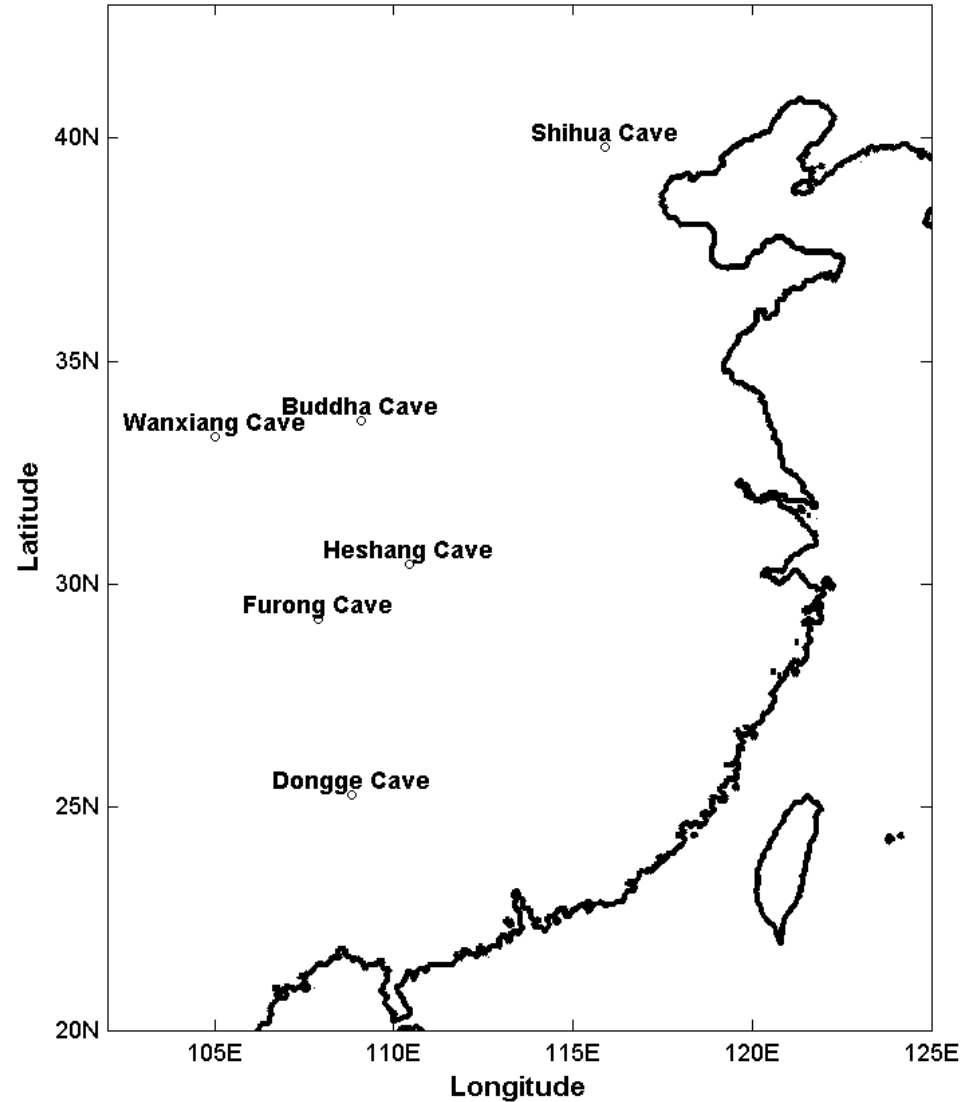 40N
Shihua Cave
35N
Buddha Cave
Wanxiang Cave
Latitude
Heshang Cave
30N
Furong Cave
Dongge Cave
25N
20N
105E 110E 115E 120E 125E
Longitude